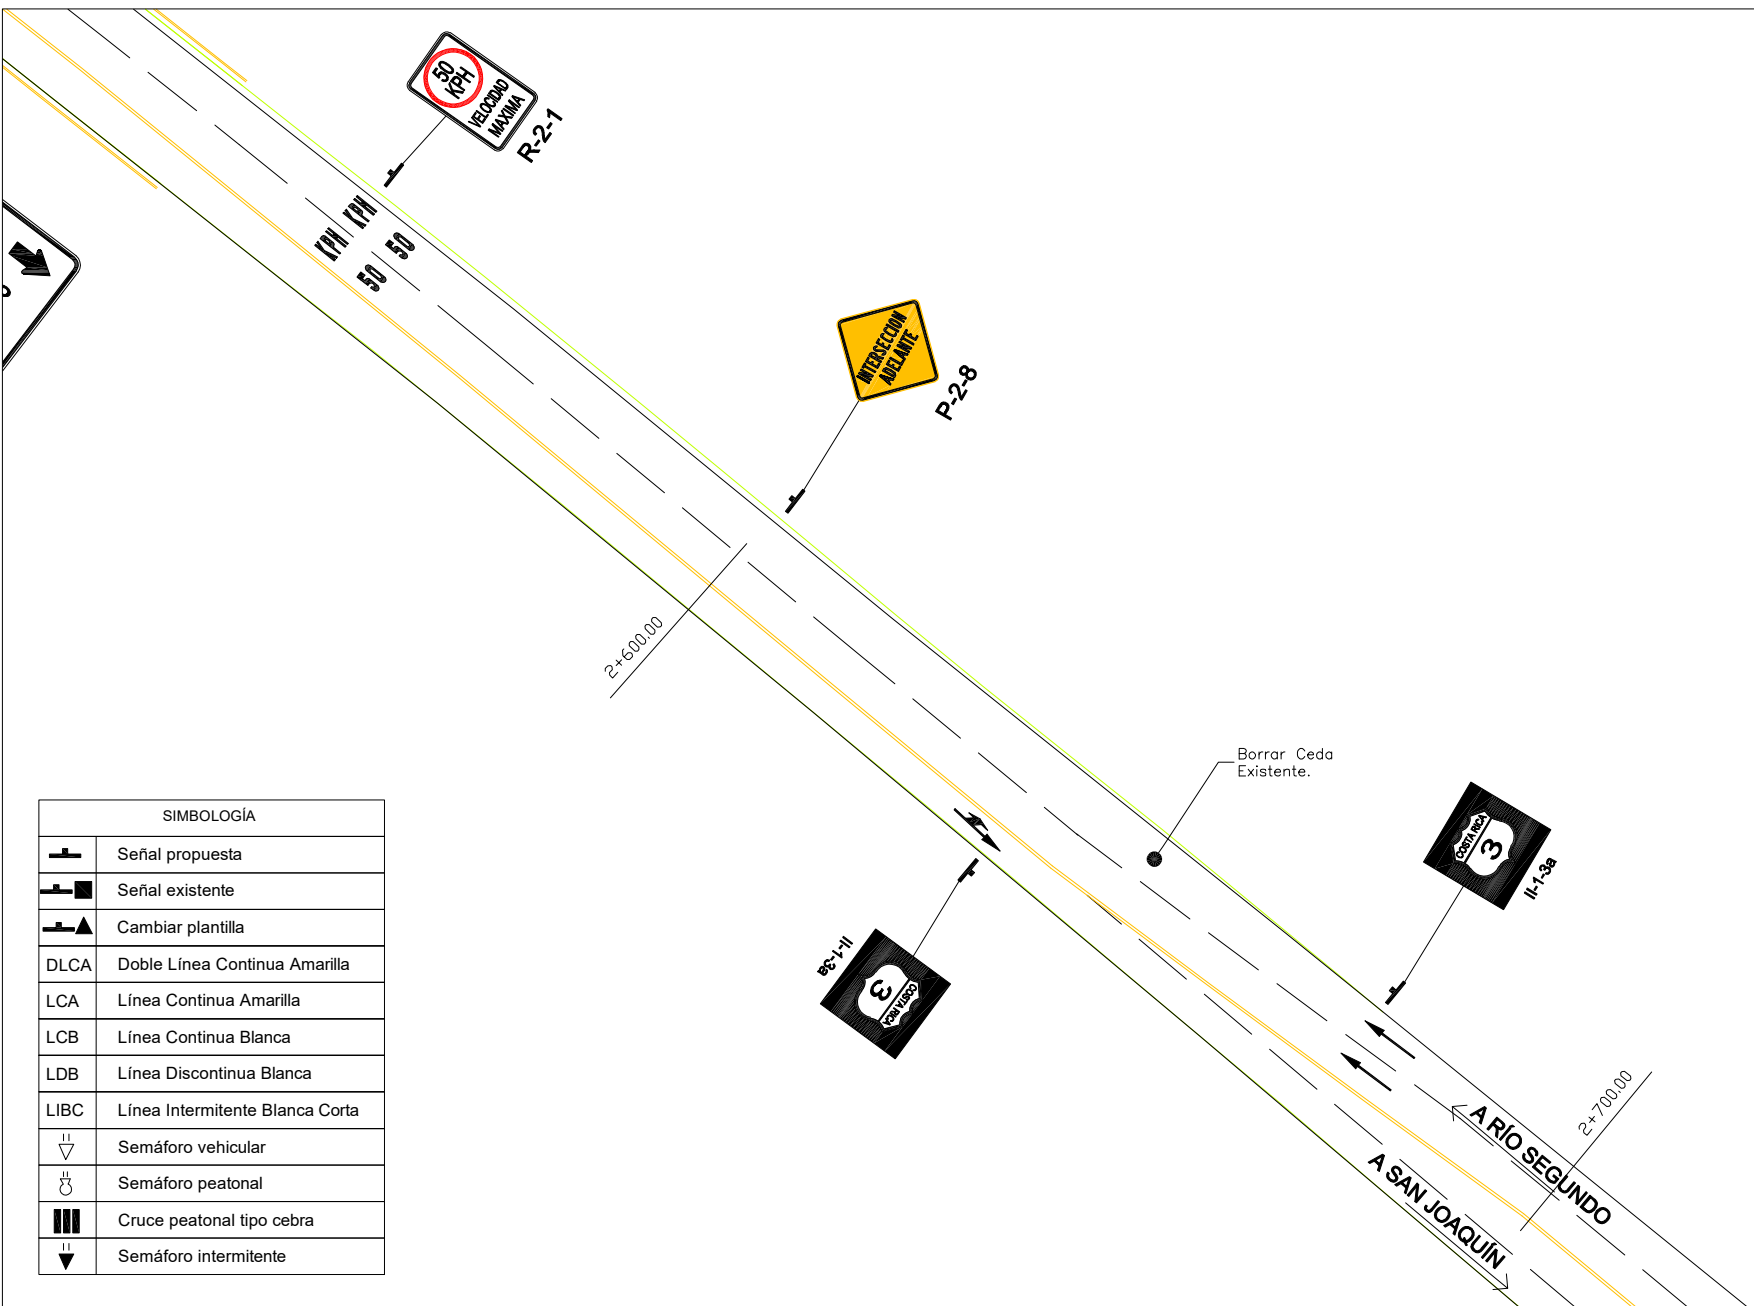 50
KPH
VELOCIDAD
MAXIMA
R-2-1
KPH KPH
50 50
INTERSECCION
ADELANTE
P-2-8
2+600.00
Borrar Ceda
Existente.
COSTA RICA
3
II-1-3a
II-1-3a
COSTA RICA
3
2+700.00
A RÍO SEGUNDO
A SAN JOAQUÍN
SIMBOLOGÍA
Señal propuesta
Señal existente
Cambiar plantilla
DLCA Doble Línea Continua Amarilla
LCA Línea Continua Amarilla
LCB Línea Continua Blanca
LDB Línea Discontinua Blanca
LIBC Línea Intermitente Blanca Corta
Semáforo vehicular
Semáforo peatonal
Cruce peatonal tipo cebra
Semáforo intermitente